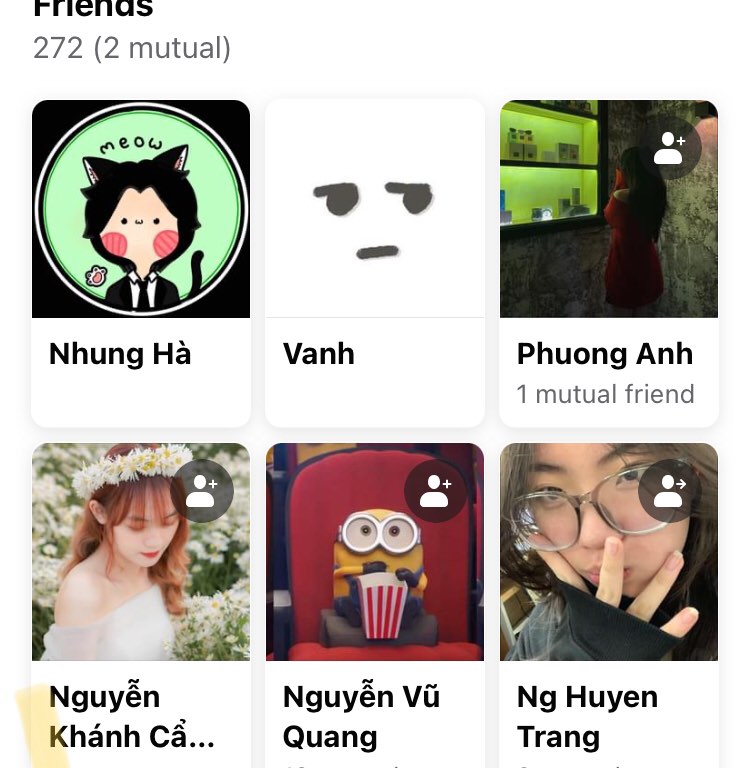 Friends
272 (2 mutual)
meow
Nhung Hà
Vanh
Phuong Anh
1 mutual friend
Nguyễn
Khánh Cẩ...
Nguyễn Vũ
Quang
Ng Huyen
Trang